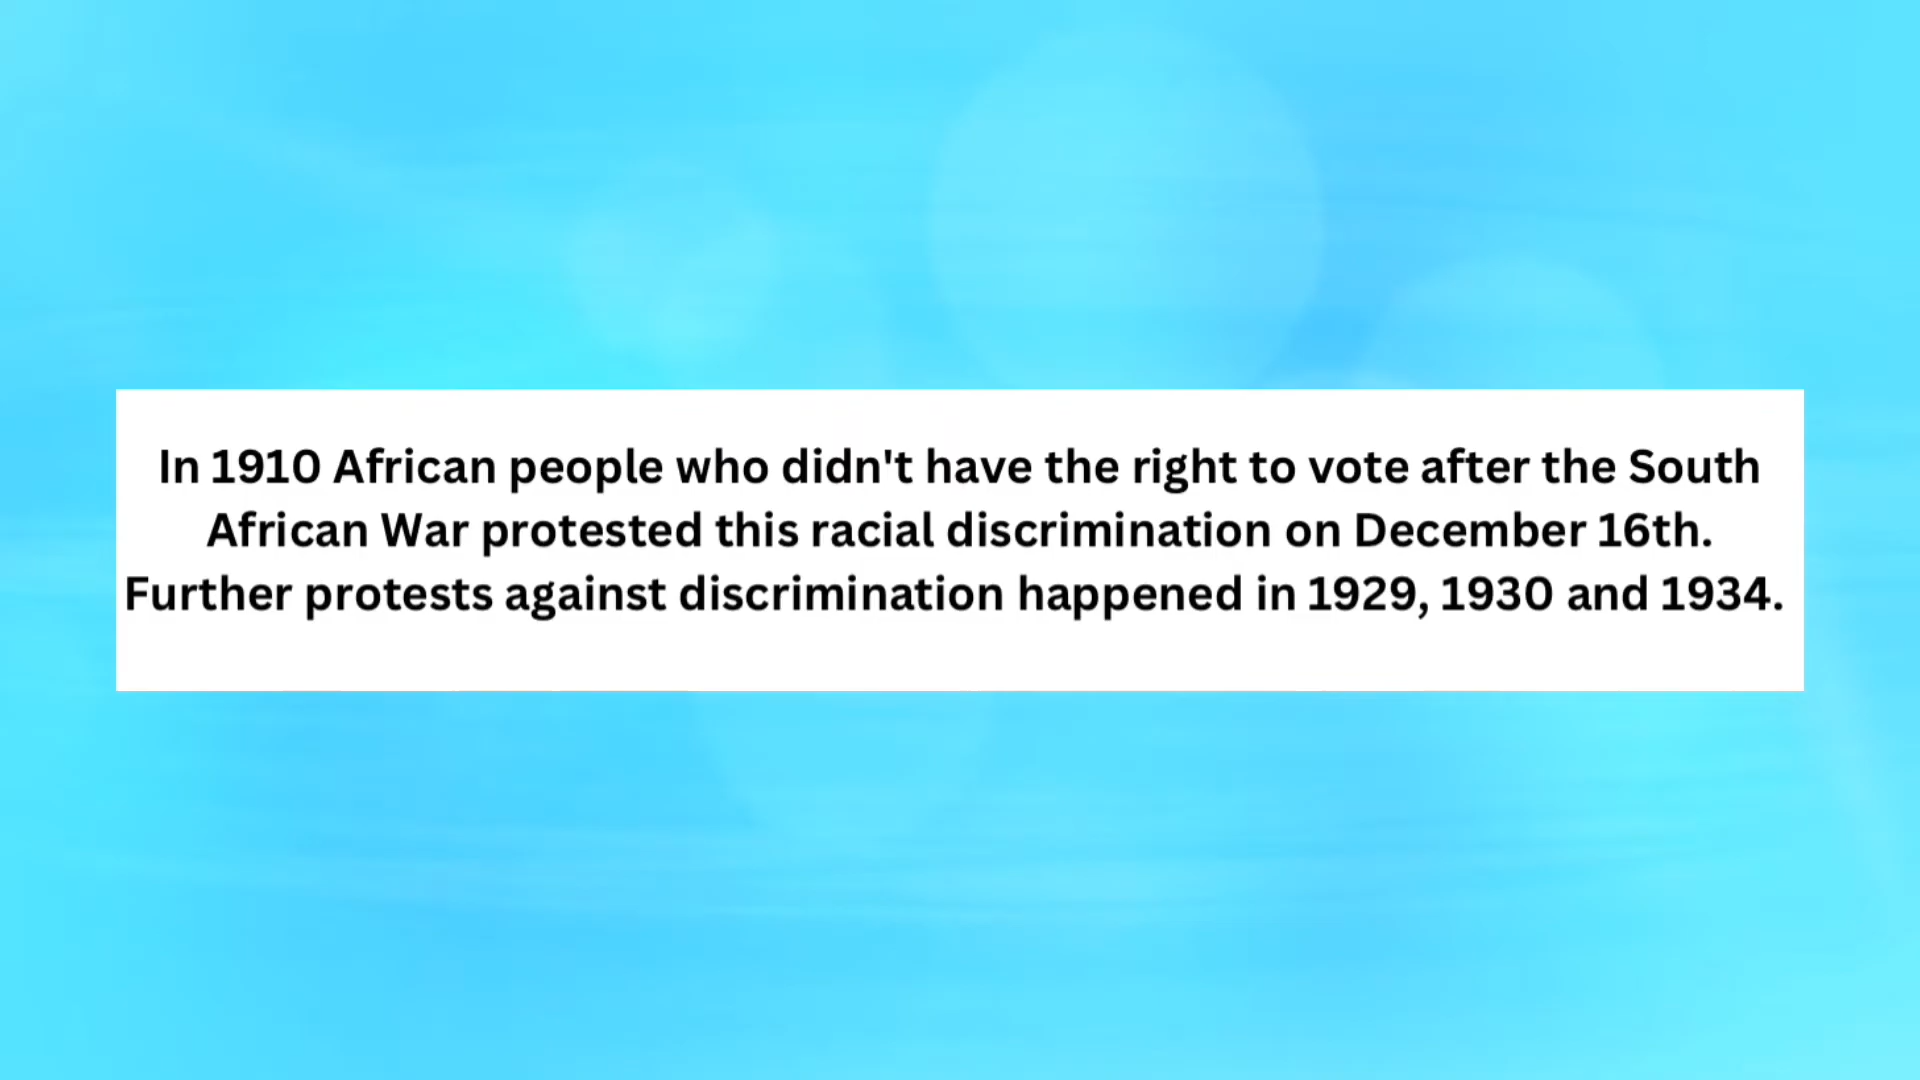 In 1910 African people who didn't have the right to vote after the South
African War protested this racial discrimination on December 16th.
Further protests against discrimination happened in 1929, 1930 and 1934.